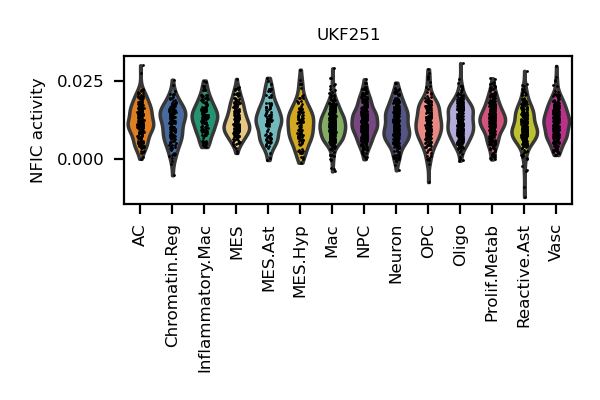 UKF251
NFIC activity
0.025
0.000
AC
Chromatin.Reg
Inflammatory.Mac
MES
MES.Ast
MES.Hyp
Mac
NPC
Neuron
OPC
Oligo
Prolif.Metab
Reactive.Ast
Vasc